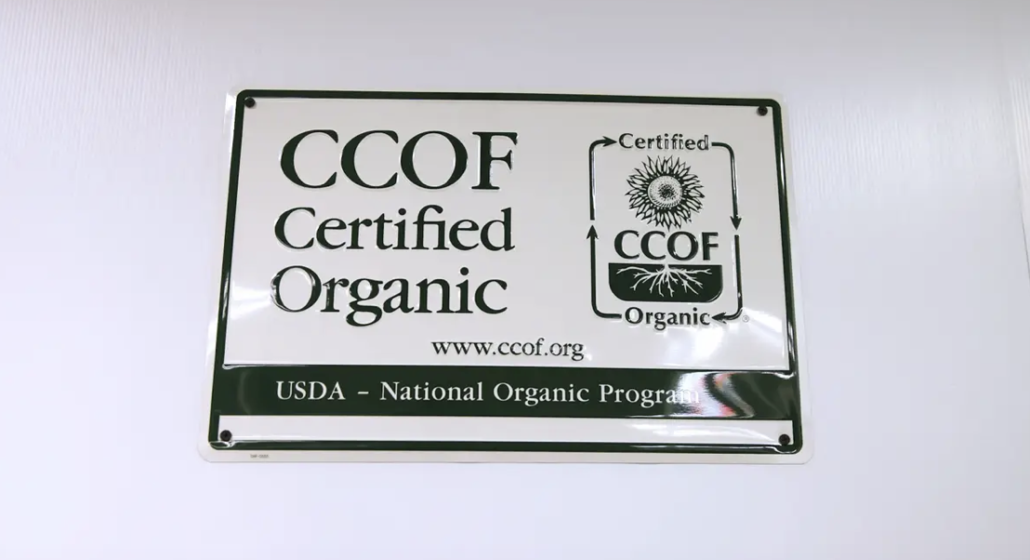 CCOF
Certified
Organic
www.ccof.org
Certified
CCOF
Organic
USDA – National Organic Program